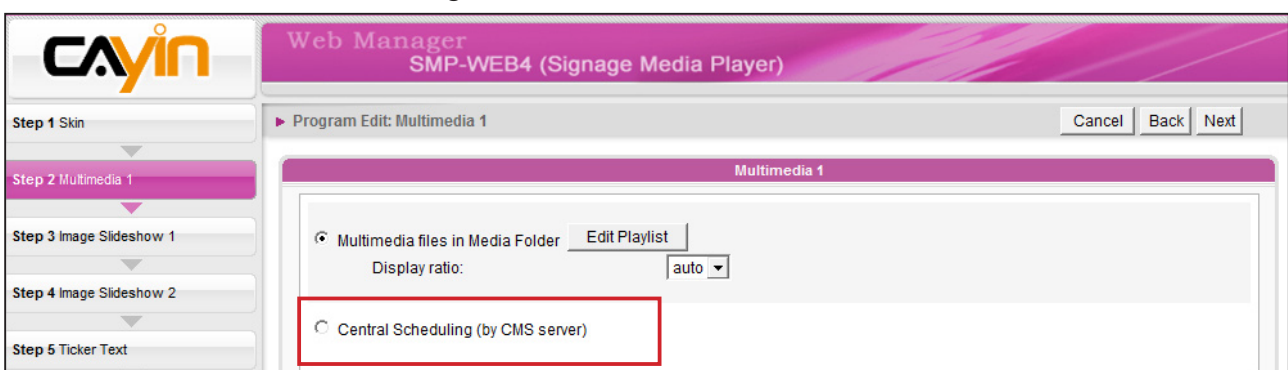 CAYIN
Web Manager
SMP-WEB4 (Signage Media Player)
Step 1 Skin
Program Edit: Multimedia 1
Cancel Back Next
Step 2 Multimedia 1
Multimedia 1
Step 3 Image Slideshow 1
Multimedia files in Media Folder Edit Playlist
Display ratio: auto
Step 4 Image Slideshow 2
Central Scheduling (by CMS server)
Step 5 Ticker Text